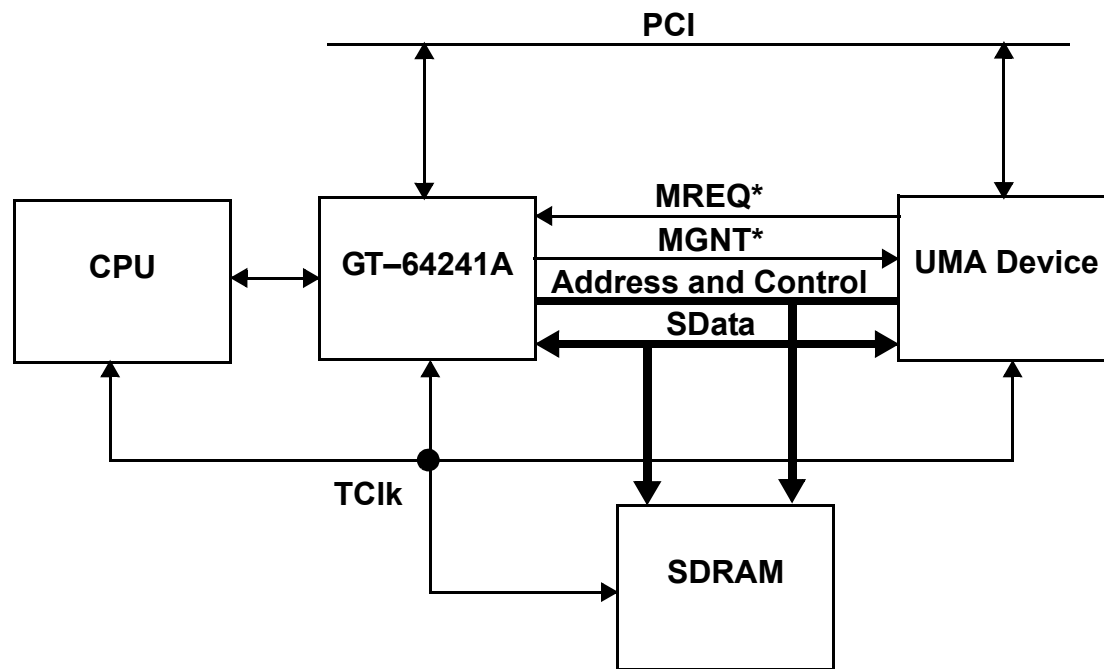 PCI
MREQ*
MGNT*
CPU
GT–64241A
UMA Device
Address and Control
SData
TClk
SDRAM